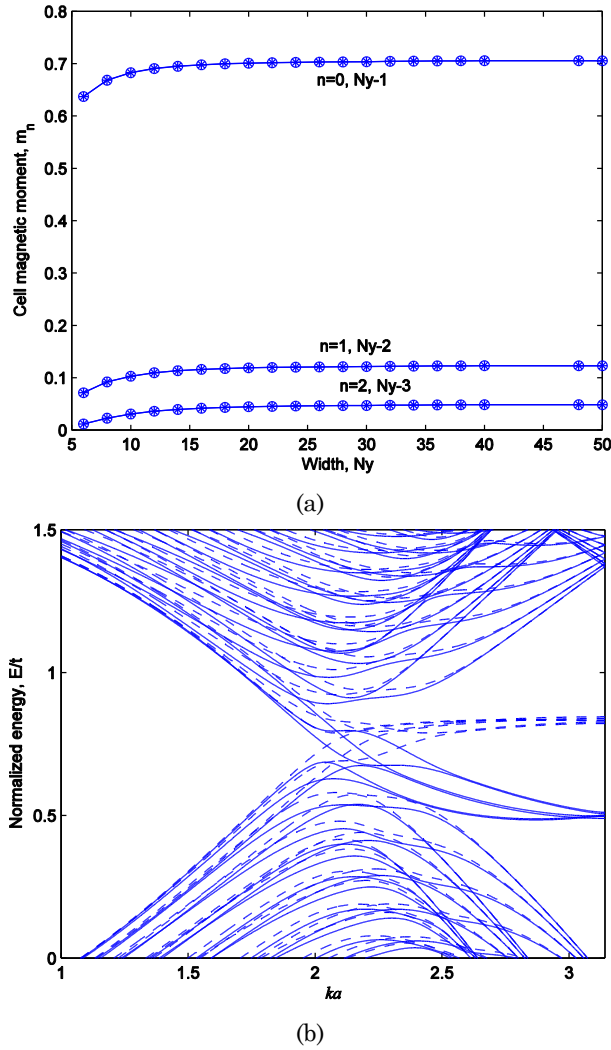 0.8
0.7
0.6
0.5
0.4
0.3
0.2
0.1
0
Cell magnetic moment, m_n
n=0, Ny-1
n=1, Ny-2
n=2, Ny-3
5 10 15 20 25 30 35 40 45 50
Width, Ny
(a)
1.5
1
0.5
0
Normalized energy, E/t
1 1.5 2 2.5 3
ka
(b)